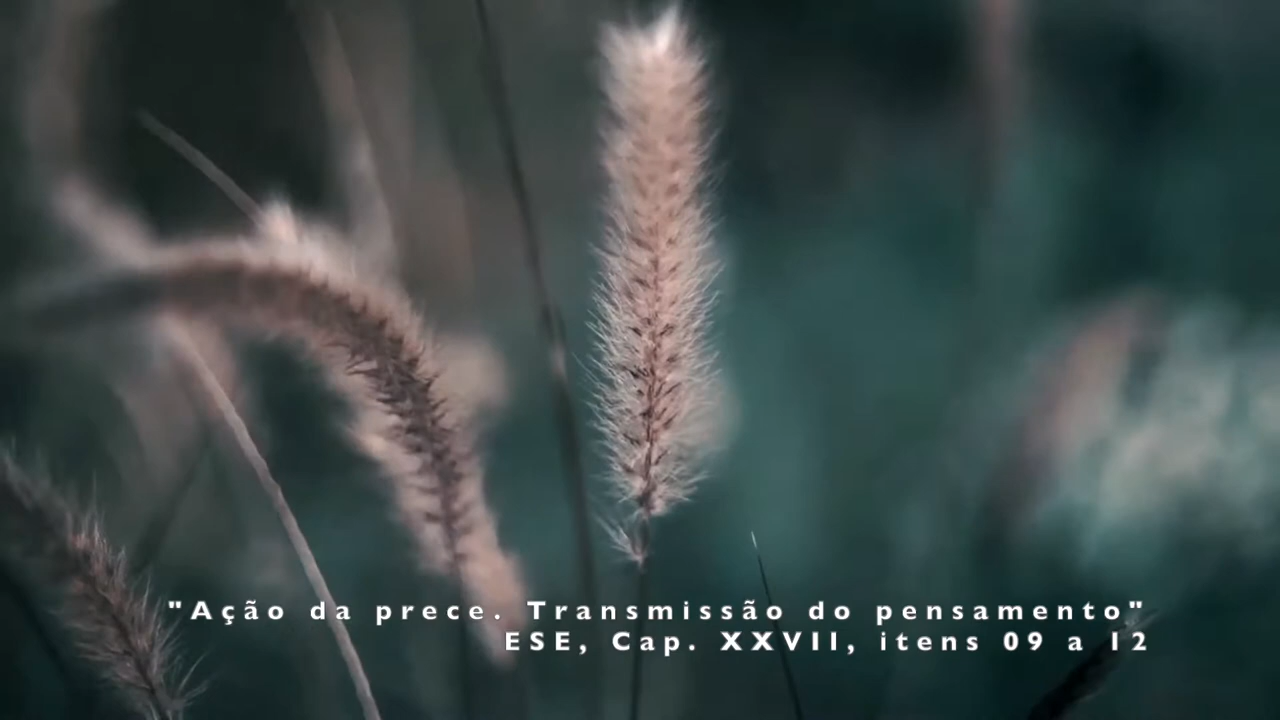 "Ação da prece. Transmissão do pensamento"
ESE, Cap. XXVII, itens 09 a 12